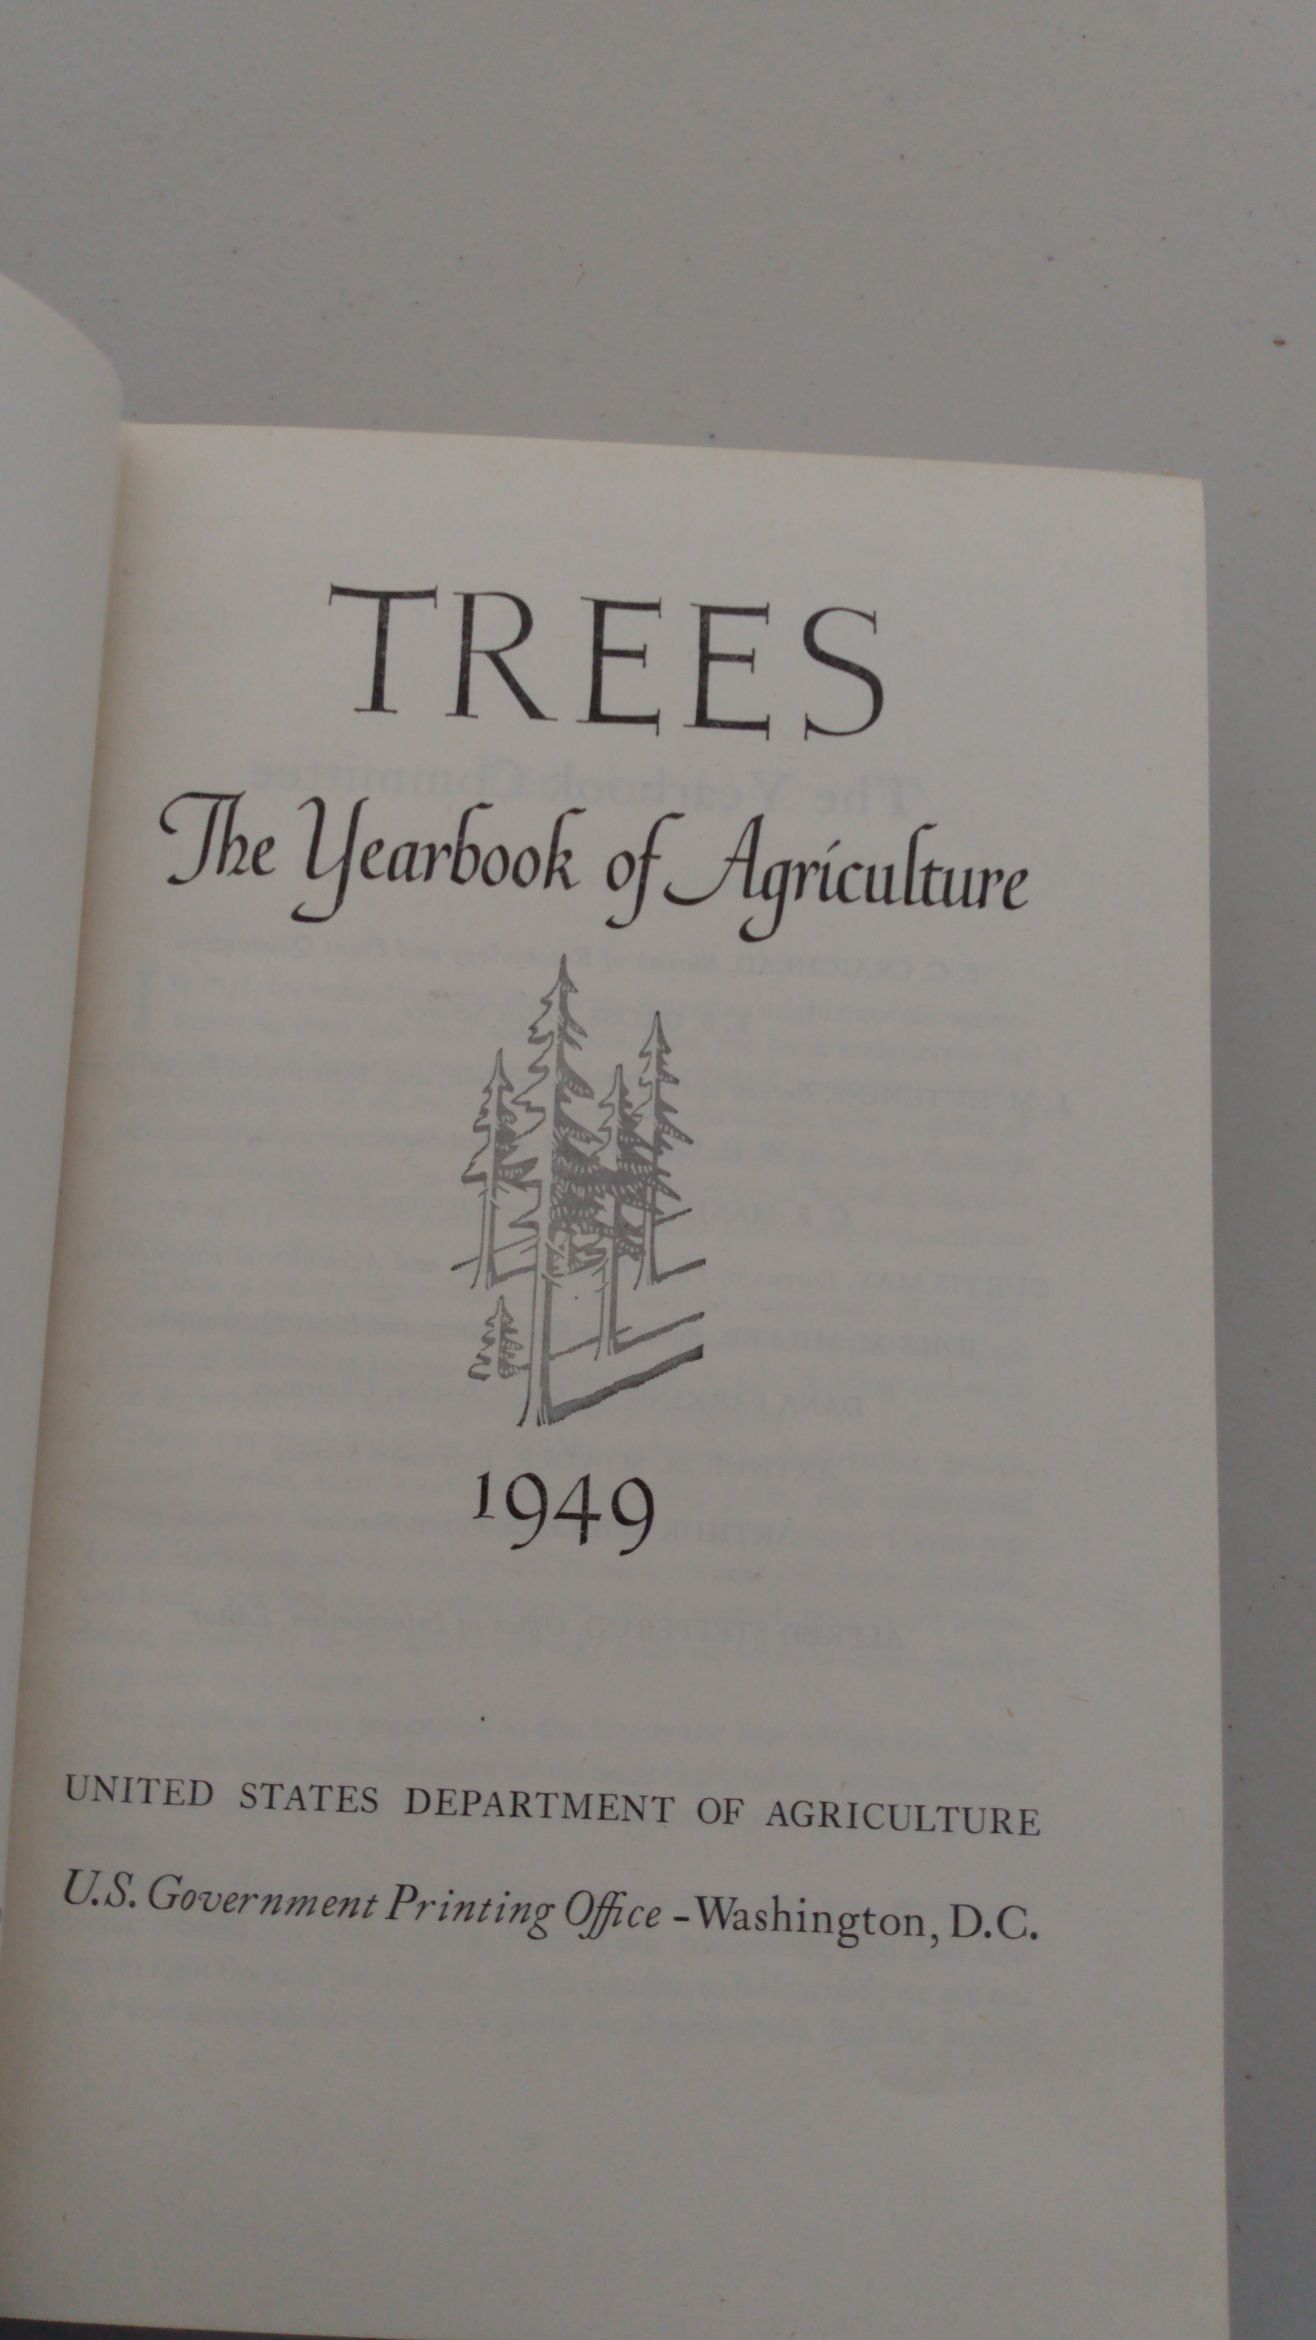 TREES
The Yearbook of Agriculture
1949
UNITED STATES DEPARTMENT OF AGRICULTURE
U.S. Government Printing Office - Washington, D.C.